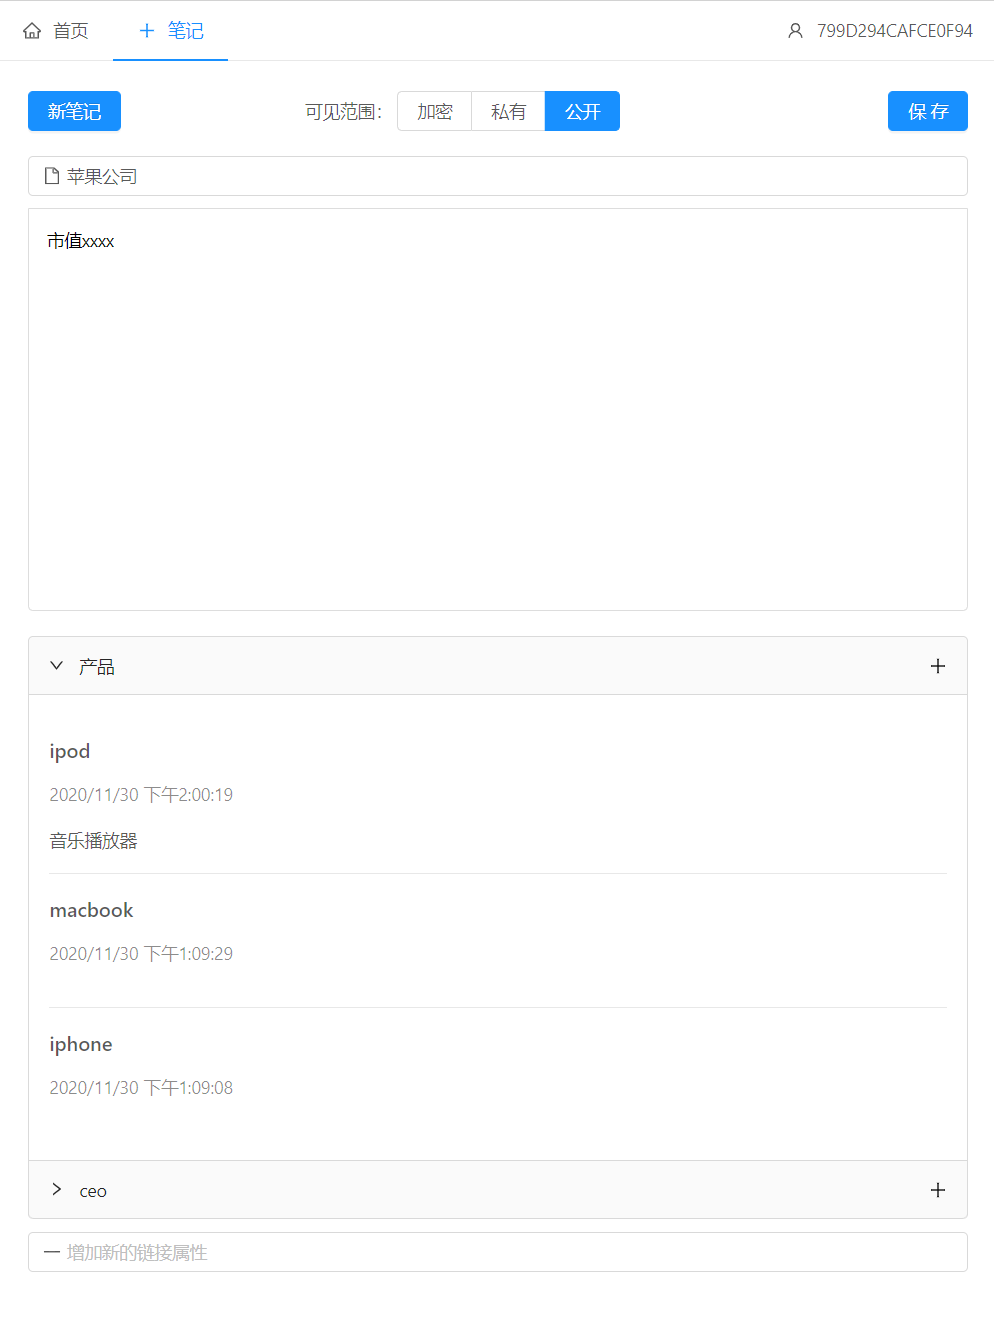 首页
笔记
799D294CAFCE0F94
新笔记
可见范围：
加密
私有
公开
保 存
苹果公司
市值xxxx
产品
ipod
2020/11/30 下午2:00:19
音乐播放器
macbook
2020/11/30 下午1:09:29
iphone
2020/11/30 下午1:09:08
ceo
增加新的链接属性